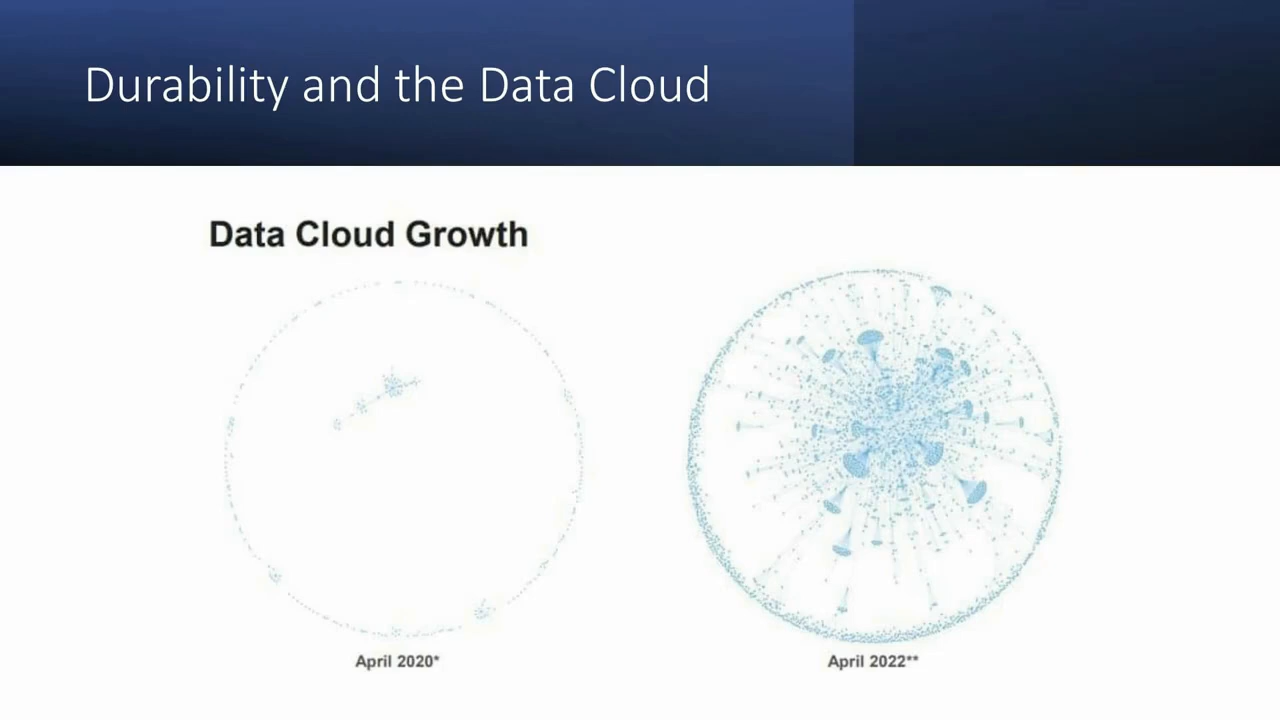 Durability and the Data Cloud
Data Cloud Growth
April 2020*
April 2022**